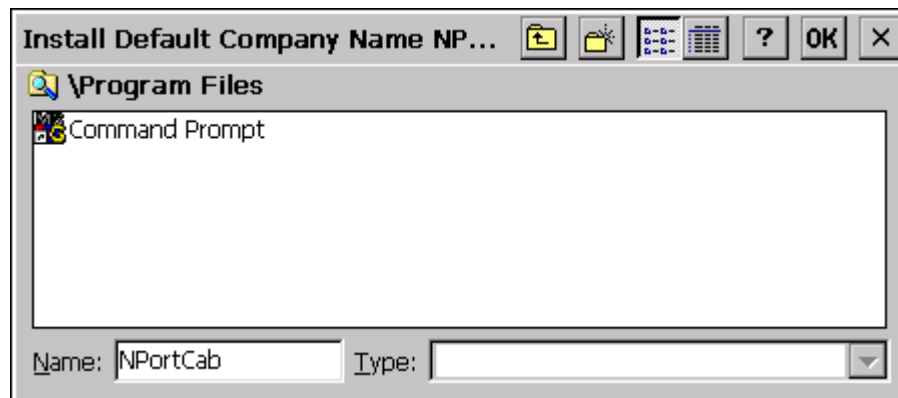 Install Default Company Name NP... ? OK ×
\Program Files
Command Prompt
Name: NPortCab Type: